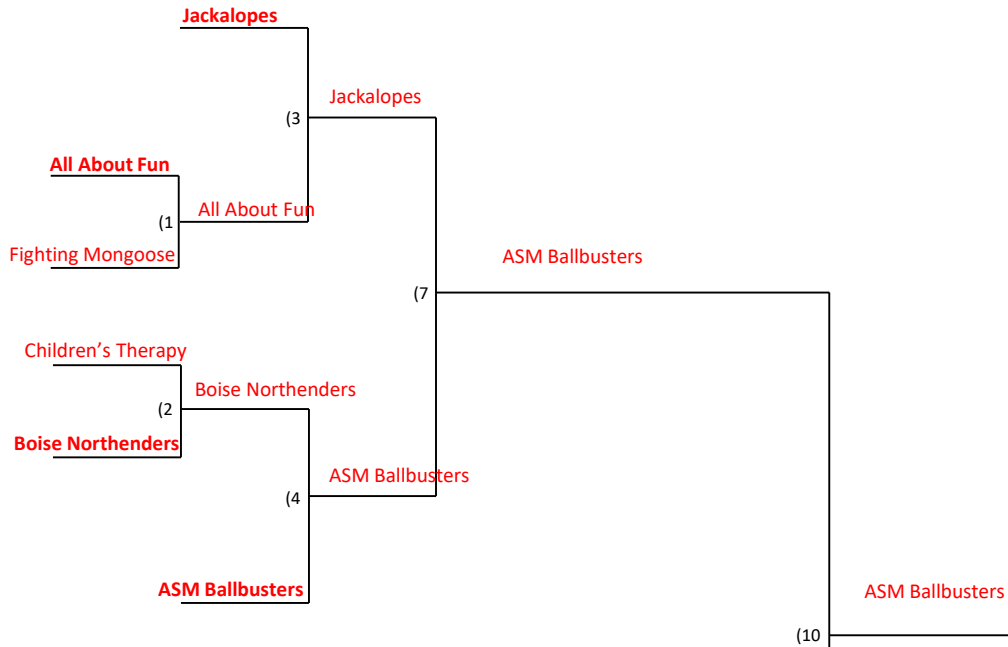 Jackalopes
Jackalopes
(3
All About Fun
All About Fun
(1
Fighting Mongoose
ASM Ballbusters
(7
Children’s Therapy
Boise Northenders
(2
Boise Northenders
ASM Ballbusters
(4
ASM Ballbusters
ASM Ballbusters
(10